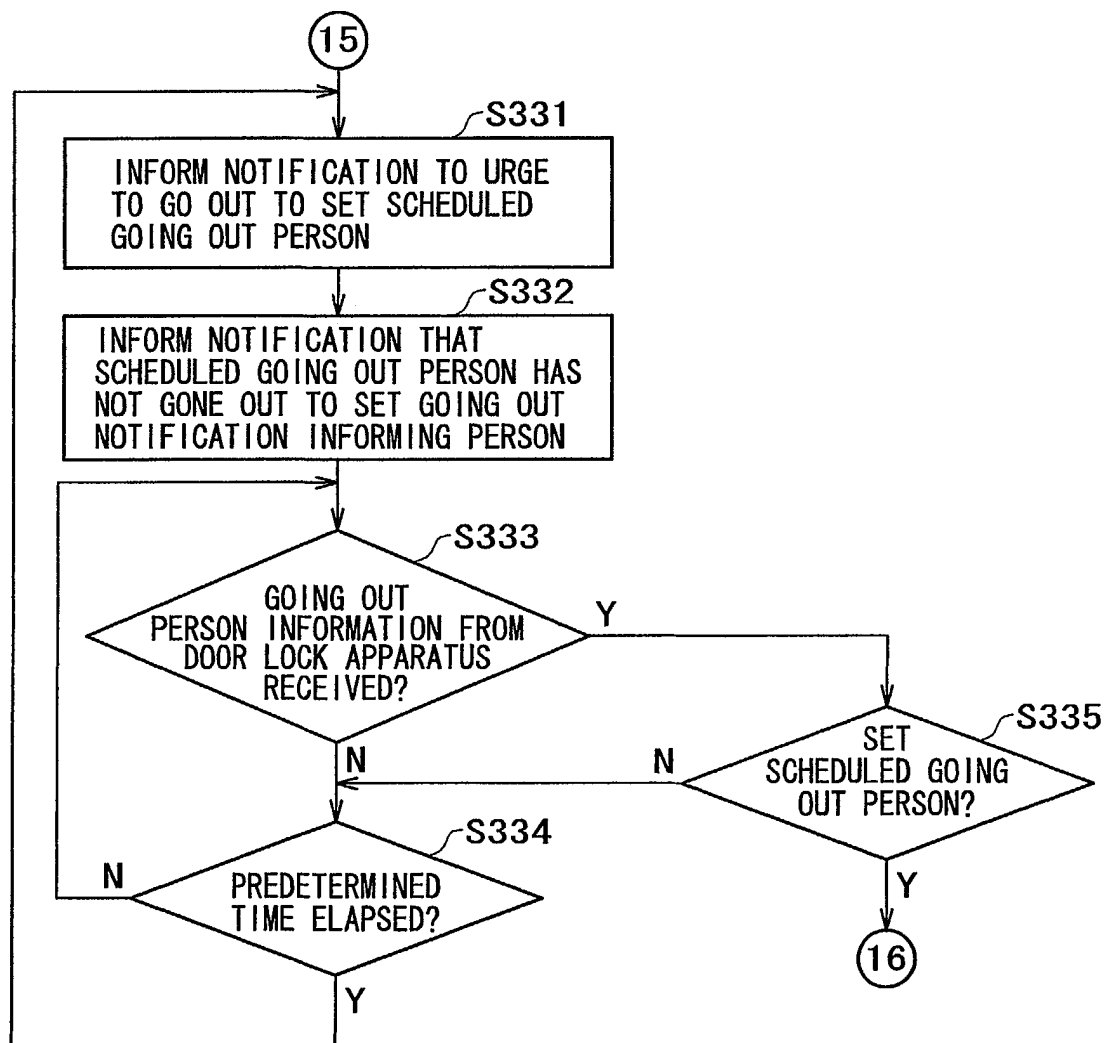 15
S331
INFORM NOTIFICATION TO URGE
TO GO OUT TO SET SCHEDULED
GOING OUT PERSON
S332
INFORM NOTIFICATION THAT
SCHEDULED GOING OUT PERSON HAS
NOT GONE OUT TO SET GOING OUT
NOTIFICATION INFORMING PERSON
S333
GOING OUT
PERSON INFORMATION FROM
DOOR LOCK APPARATUS
RECEIVED?
Y
N
S335
SET
SCHEDULED GOING
OUT PERSON?
N
Y
16
S334
PREDETERMINED
TIME ELAPSED?
N
Y